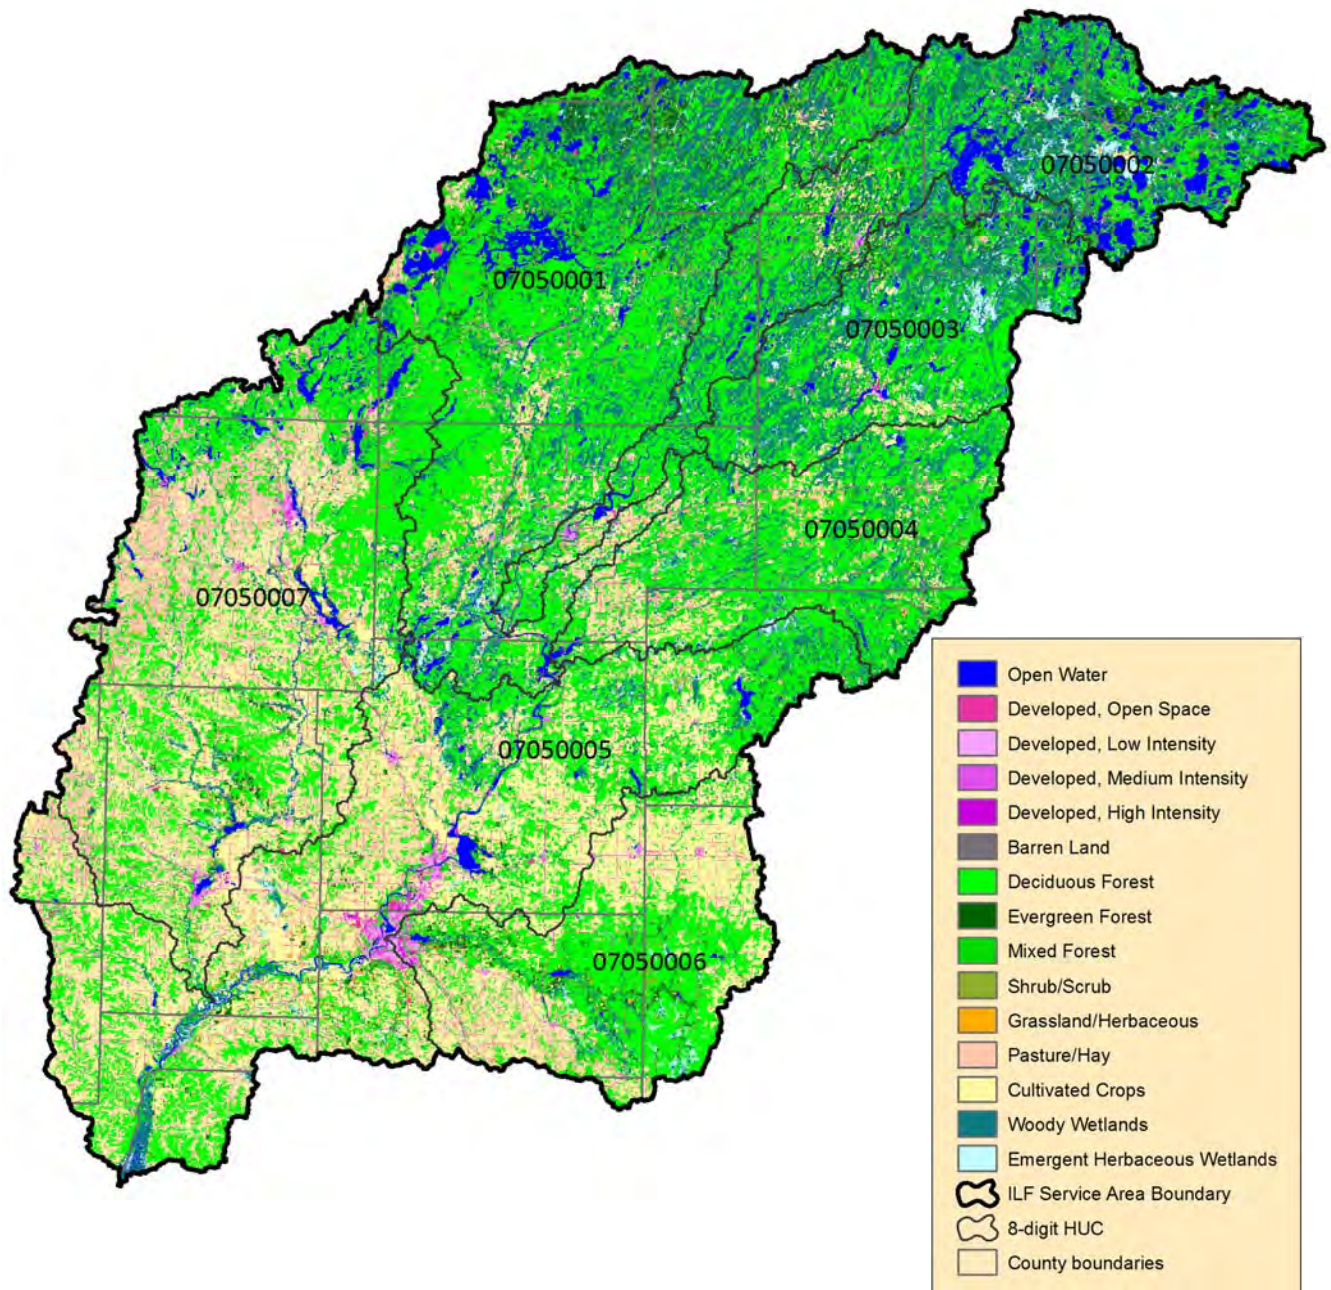 07050002
07050001
07050003
07050004
07050007
07050005
07050006
Open Water
Developed, Open Space
Developed, Low Intensity
Developed, Medium Intensity
Developed, High Intensity
Barren Land
Deciduous Forest
Evergreen Forest
Mixed Forest
Shrub/Scrub
Grassland/Herbaceous
Pasture/Hay
Cultivated Crops
Woody Wetlands
Emergent Herbaceous Wetlands
ILF Service Area Boundary
8-digit HUC
County boundaries